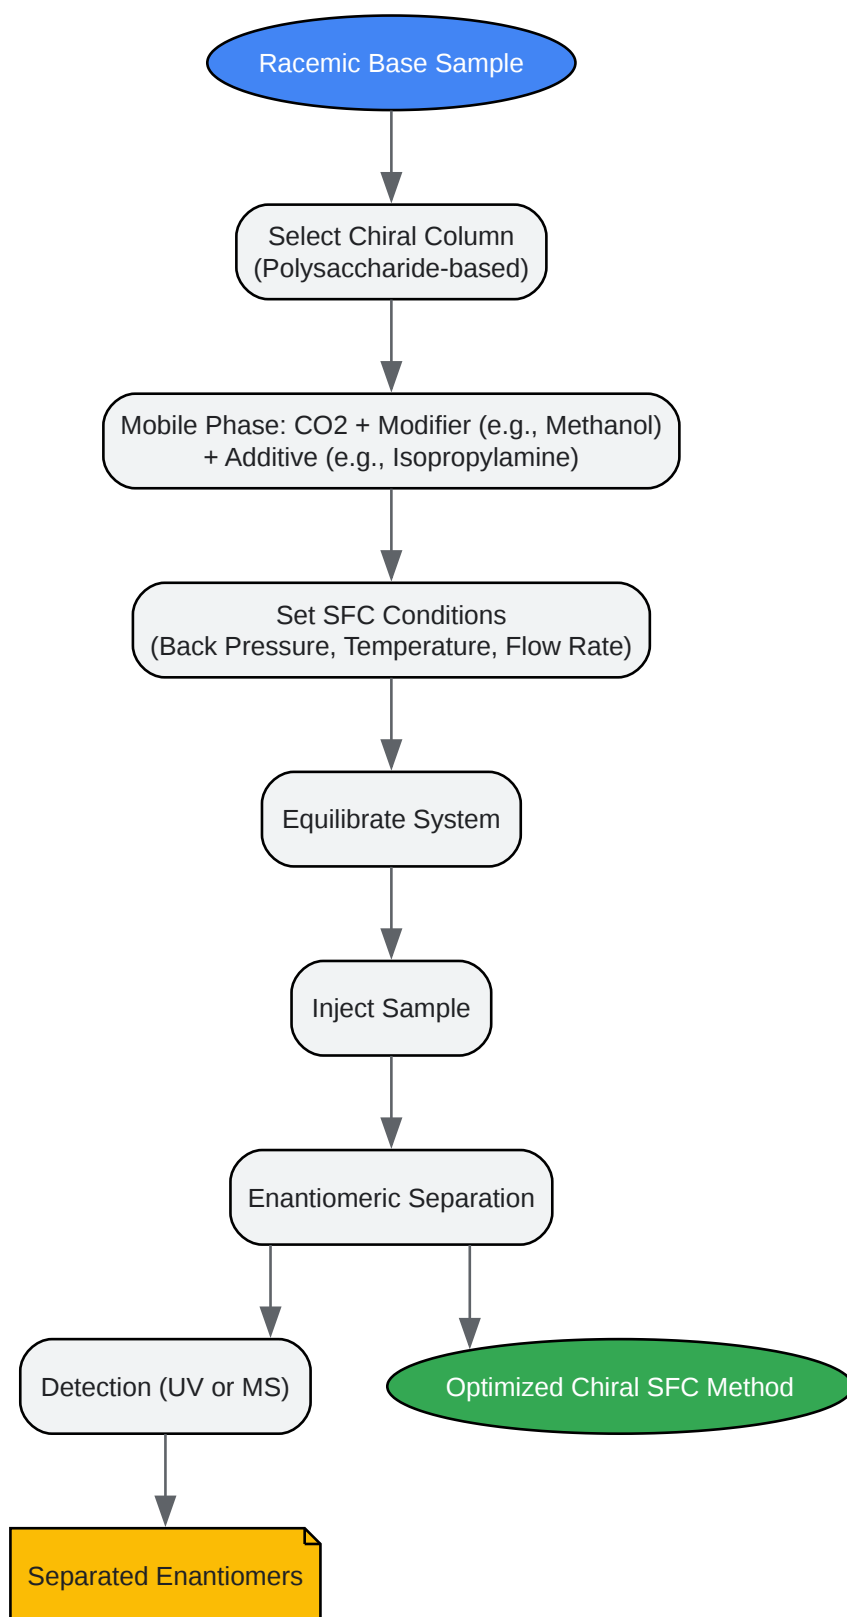 Racemic Base Sample
Select Chiral Column
(Polysaccharide-based)
Mobile Phase: CO2 + Modifier (e.g., Methanol)
+ Additive (e.g., Isopropylamine)
Set SFC Conditions
(Back Pressure, Temperature, Flow Rate)
Equilibrate System
Inject Sample
Enantiomeric Separation
Detection (UV or MS)
Optimized Chiral SFC Method
Separated Enantiomers